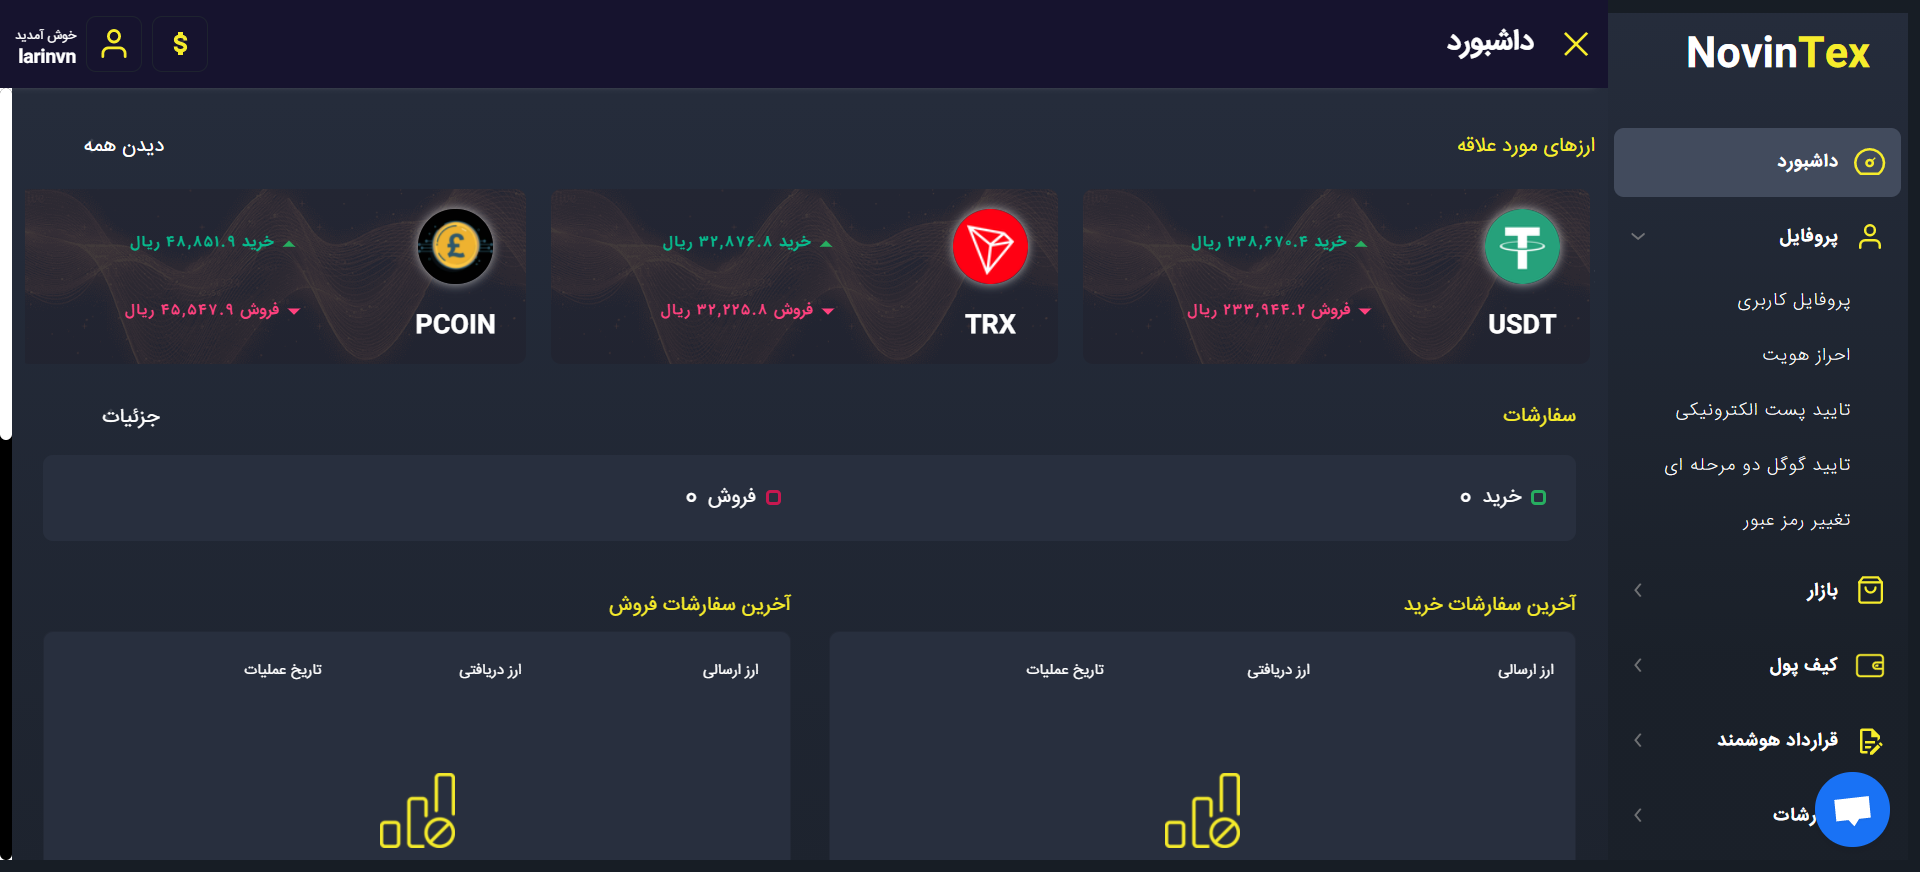 NovinTex
داشبورد
خوش آمدید
larinvn
$
داشبورد
پروفایل
پروفایل کاربری
احراز هویت
تایید پست الکترونیکی
تایید گوگل دو مرحله ای
تغییر رمز عبور
بازار
کیف پول
قرارداد هوشمند
ارزهای مورد علاقه
دیدن همه
USDT
خرید ۲۳۸,۶۷۰.۴ ریال
فروش ۲۳۳,۹۴۴.۲ ریال
TRX
خرید ۳۲,۸۷۶.۸ ریال
فروش ۳۲,۲۲۵.۸ ریال
PCOIN
خرید ۴۸,۸۵۱.۹ ریال
فروش ۴۵,۵۴۷.۹ ریال
سفارشات
جزئیات
خرید ۰
فروش ۰
آخرین سفارشات خرید
ارز ارسالی ارز دریافتی تاریخ عملیات
آخرین سفارشات فروش
ارز ارسالی ارز دریافتی تاریخ عملیات